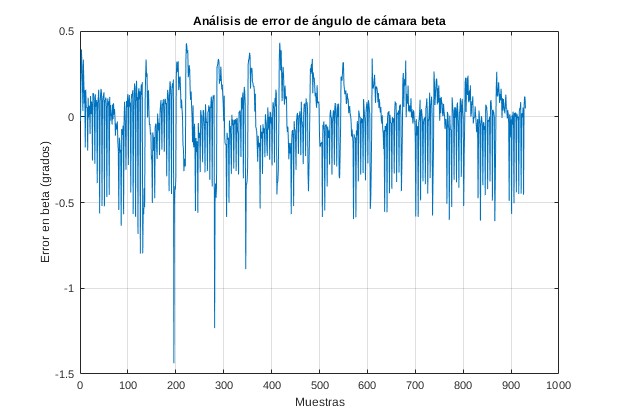 Análisis de error de ángulo de cámara beta
Error en beta (grados)
0.5
0
-0.5
-1
-1.5
0 100 200 300 400 500 600 700 800 900 1000
Muestras